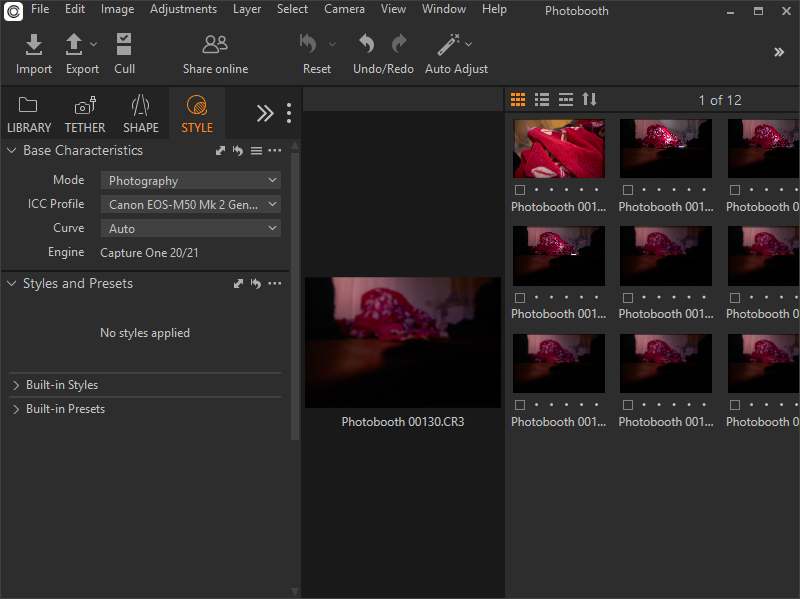 File Edit Image Adjustments Layer Select Camera View Window Help Photobooth
Import Export Cull Share online Reset Undo/Redo Auto Adjust
LIBRARY TETHER SHAPE STYLE
1 of 12
Base Characteristics
Mode Photography
ICC Profile Canon EOS-M50 Mk 2 Gen...
Curve Auto
Engine Capture One 20/21
Styles and Presets
No styles applied
Built-in Styles
Built-in Presets
Photobooth 00130.CR3
Photobooth 001... Photobooth 001... Photobooth 0
Photobooth 001... Photobooth 001... Photobooth 0
Photobooth 001... Photobooth 001... Photobooth 0